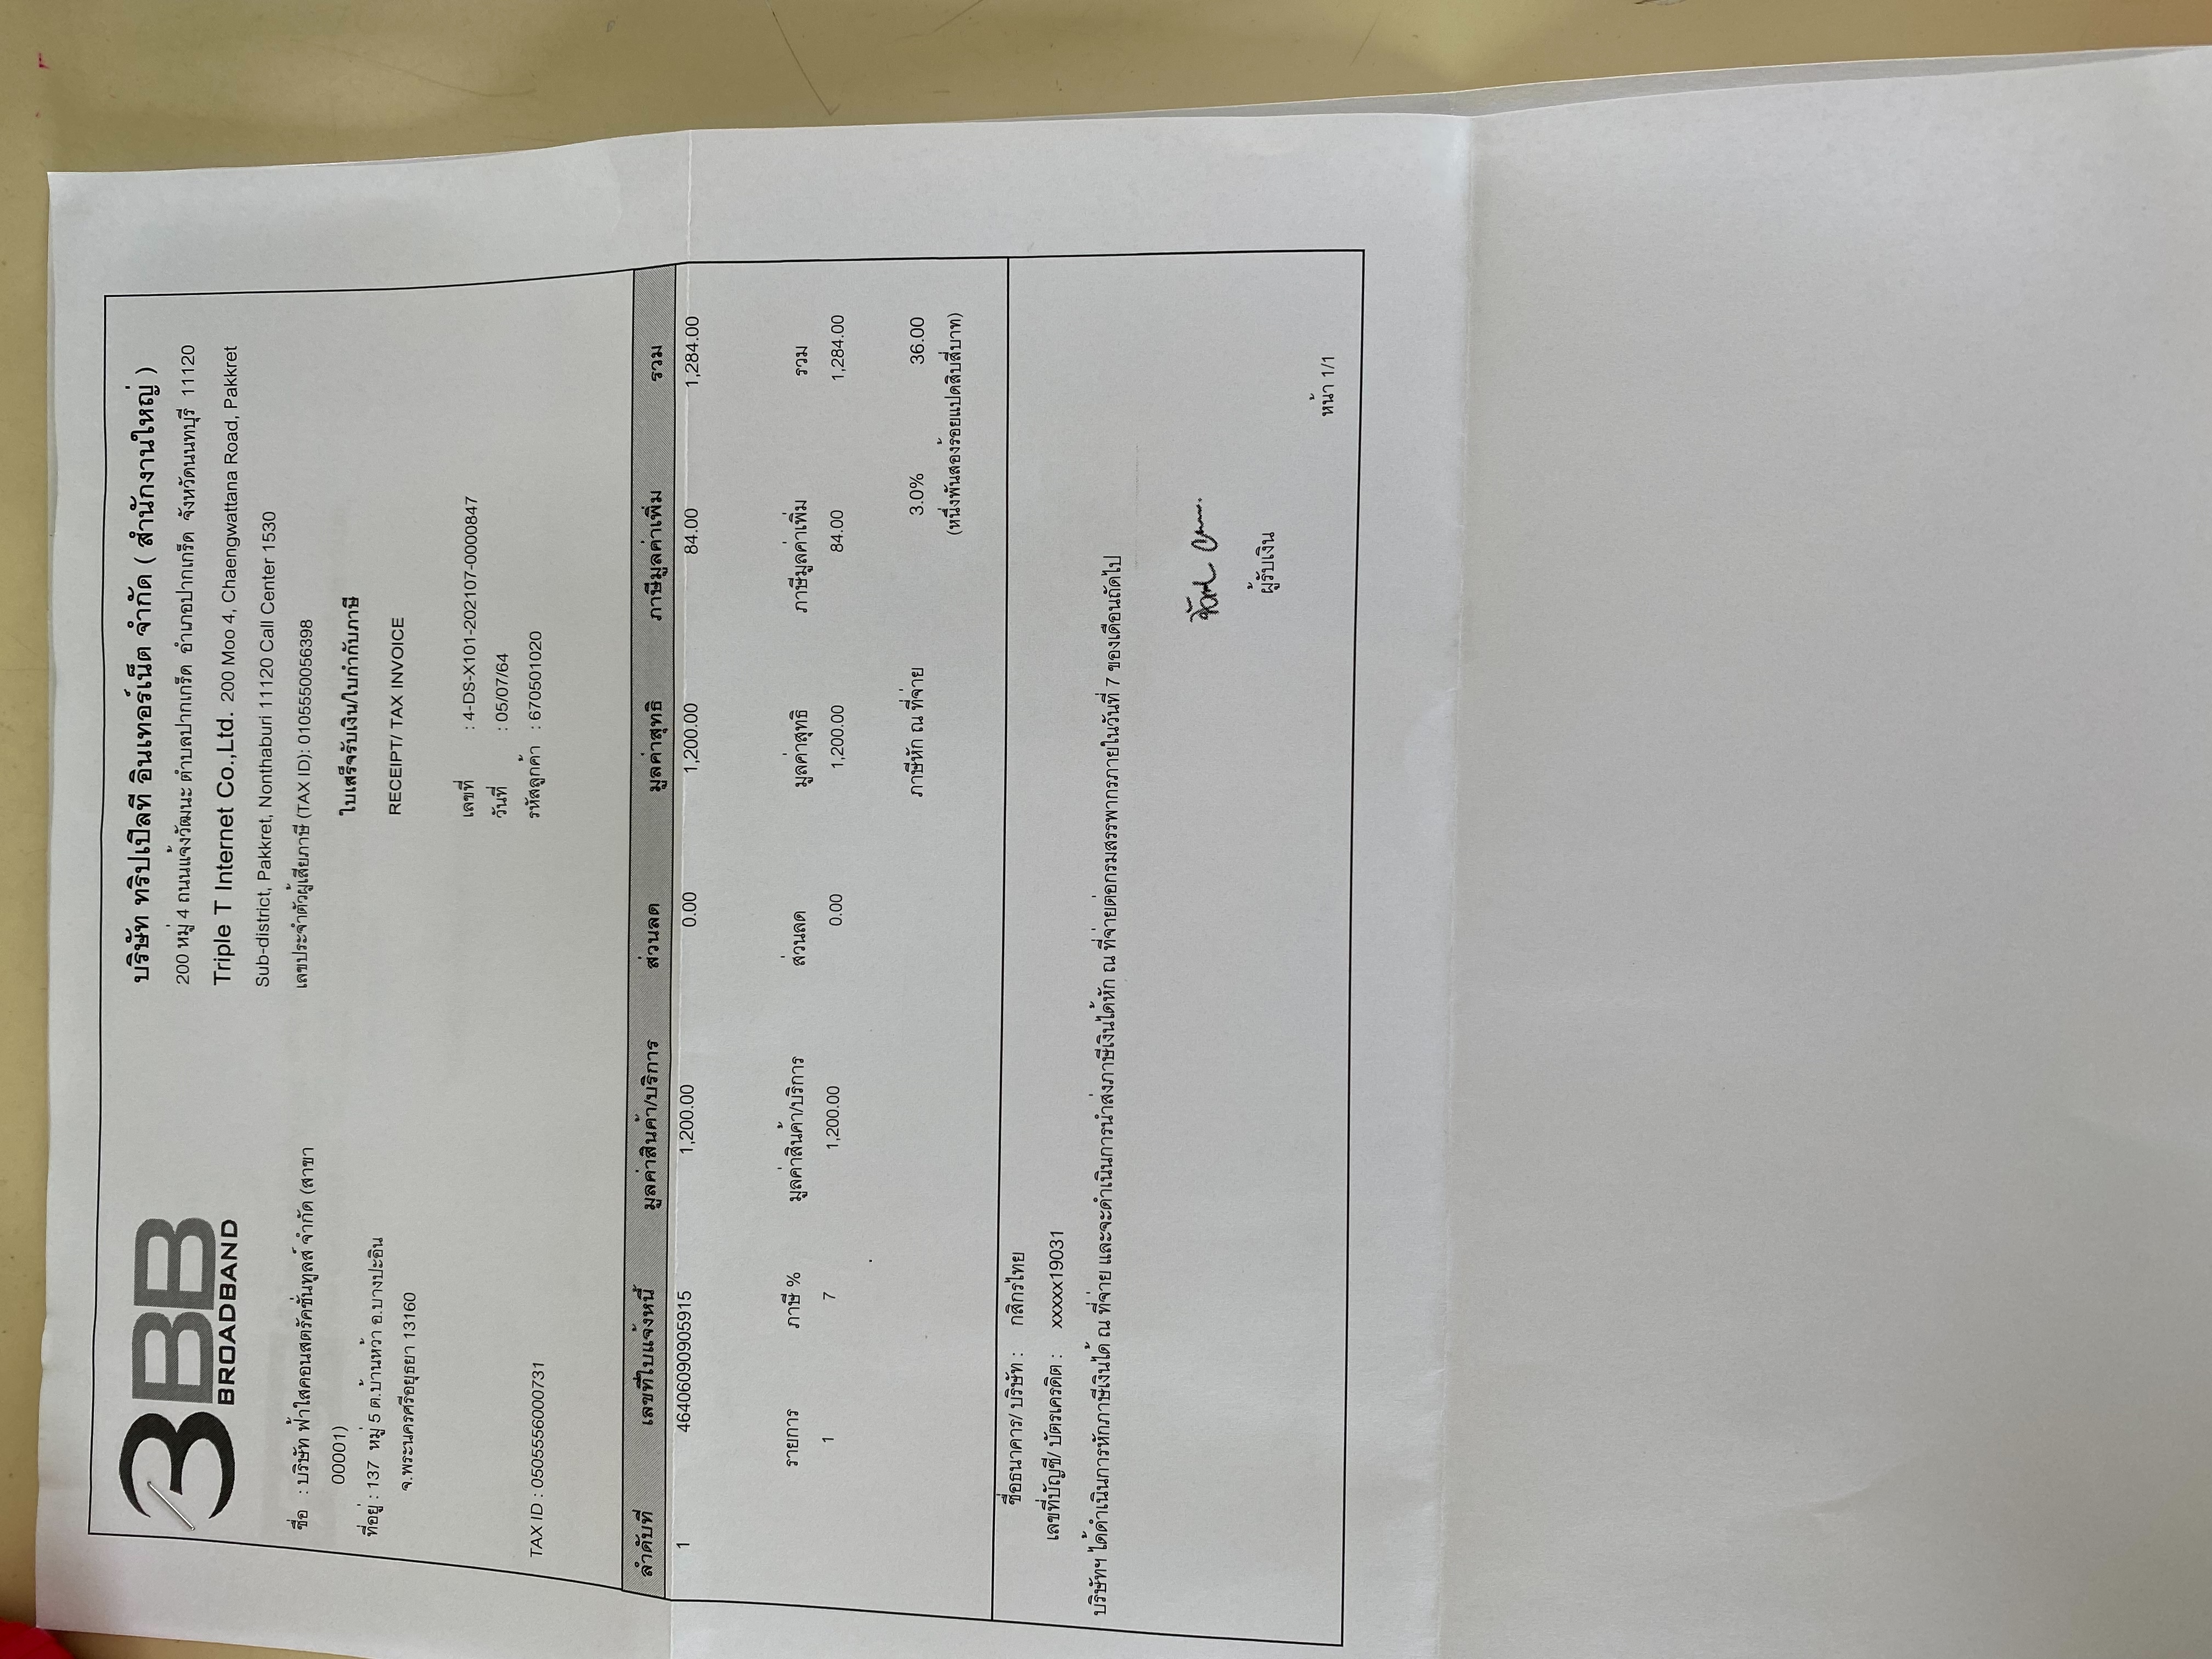 3BB
BROADBAND
บริษัท ทริปเปิลที อินเทอร์เน็ต จำกัด ( สำนักงานใหญ่ )
200 หมู่ 4 ถนนแจ้งวัฒนะ ตำบลปากเกร็ด อำเภอปากเกร็ด จังหวัดนนทบุรี 11120
Triple T Internet Co.,Ltd. 200 Moo 4, Chaengwattana Road, Pakkret
Sub-district, Pakkret, Nonthaburi 11120 Call Center 1530
เลขประจำตัวผู้เสียภาษี (TAX ID): 0105550056398
ชื่อ : บริษัท ฟ้าใสคอนสตรัคชั่นทูลส์ จำกัด (สาขา
00001)
ที่อยู่ : 137 หมู่ 5 ต.บ้านหว้า อ.บางปะอิน
จ.พระนครศรีอยุธยา 13160
ใบเสร็จรับเงิน/ใบกำกับภาษี
RECEIPT/ TAX INVOICE
เลขที่ : 4-DS-X101-202107-0000847
วันที่ : 05/07/64
รหัสลูกค้า : 670501020
TAX ID : 0505556000731
ลำดับที่ เลขที่ใบแจ้งหนี้ มูลค่าสินค้า/บริการ ส่วนลด มูลค่าสุทธิ ภาษีมูลค่าเพิ่ม รวม
1 46406090905915 1,200.00 0.00 1,200.00 84.00 1,284.00
รายการ ภาษี % มูลค่าสินค้า/บริการ ส่วนลด มูลค่าสุทธิ ภาษีมูลค่าเพิ่ม รวม
1 7 1,200.00 0.00 1,200.00 84.00 1,284.00
ภาษีหัก ณ ที่จ่าย 3.0% 36.00
(หนึ่งพันสองร้อยแปดสิบสี่บาท)
ชื่อธนาคาร/ บริษัท : กสิกรไทย
เลขที่บัญชี/ บัตรเครดิต : xxxxx19031
บริษัทฯ ได้ดำเนินการหักภาษีเงินได้ ณ ที่จ่าย และจะดำเนินการนำส่งภาษีเงินได้หัก ณ ที่จ่ายต่อกรมสรรพากรภายในวันที่ 7 ของเดือนถัดไป
ผู้รับเงิน
หน้า 1/1